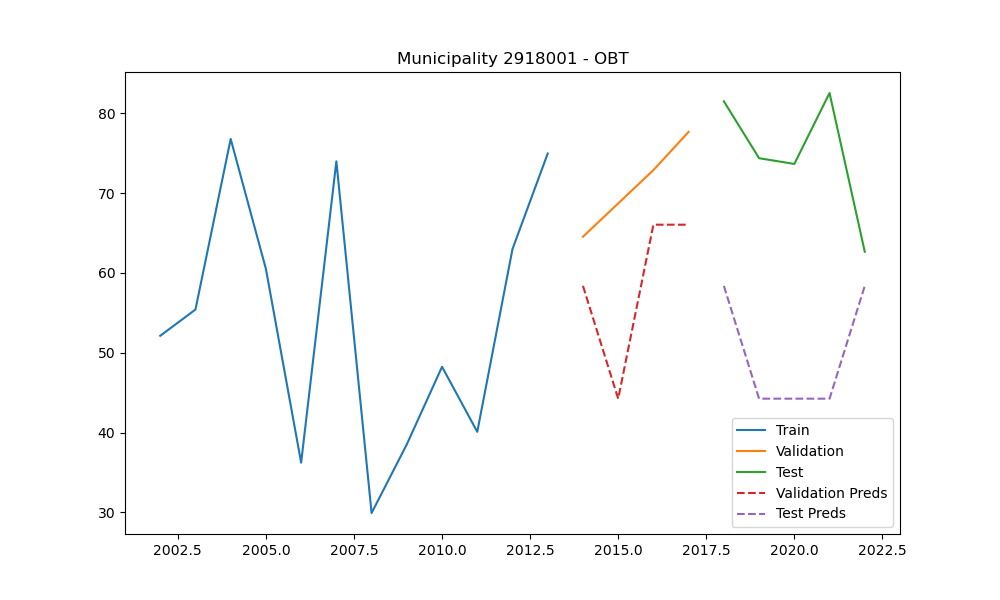 Municipality 2918001 - OBT
80
70
60
50
40
30
2002.5 2005.0 2007.5 2010.0 2012.5 2015.0 2017.5 2020.0 2022.5
Train
Validation
Test
Validation Preds
Test Preds